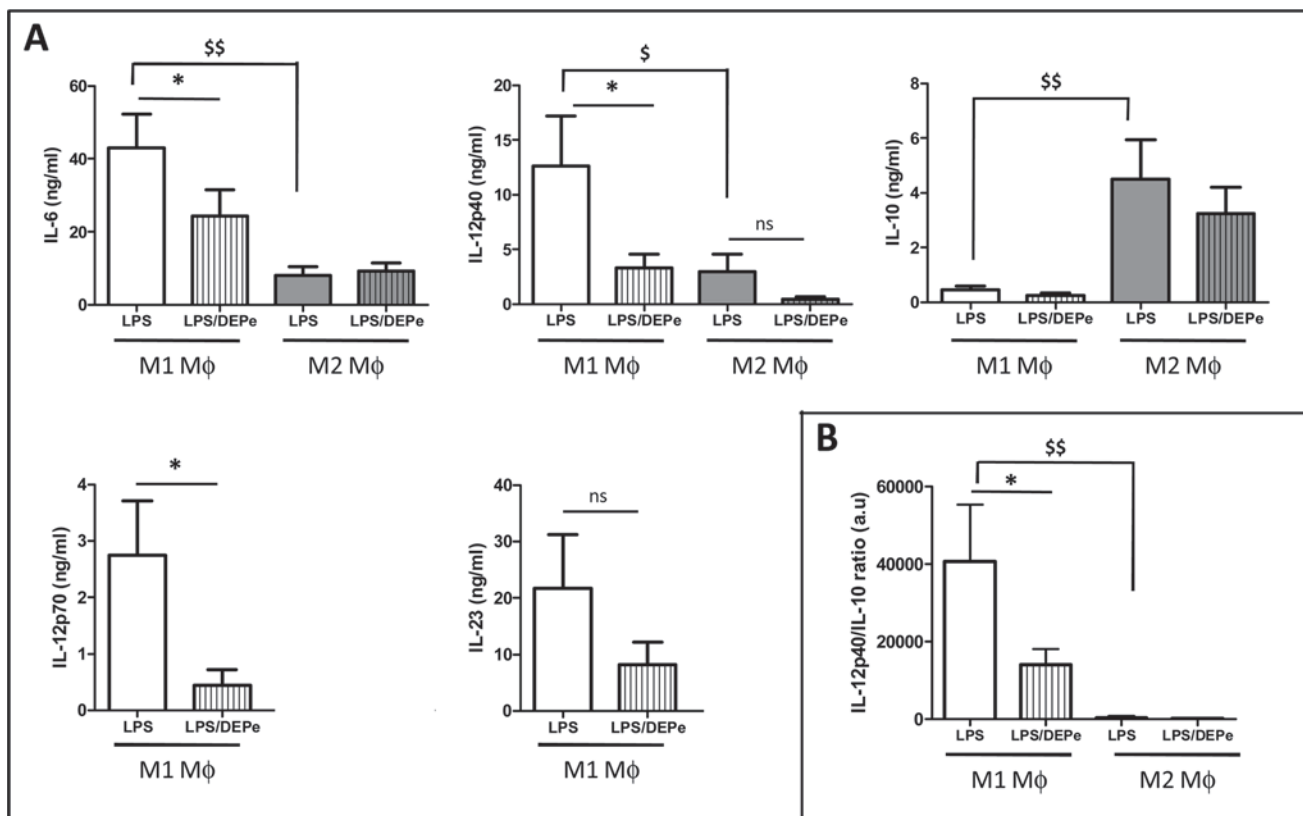 A
$$
*
60
40
20
0
IL-6 (ng/ml)
LPS
LPS/DEPe
LPS
LPS/DEPe
M1 Mϕ
M2 Mϕ
$
*
ns
20
15
10
5
0
IL-12p40 (ng/ml)
LPS
LPS/DEPe
LPS
LPS/DEPe
M1 Mϕ
M2 Mϕ
$$
8
6
4
2
0
IL-10 (ng/ml)
LPS
LPS/DEPe
LPS
LPS/DEPe
M1 Mϕ
M2 Mϕ
*
4
3
2
1
0
IL-12p70 (ng/ml)
LPS
LPS/DEPe
M1 Mϕ
ns
40
30
20
10
0
IL-23 (ng/ml)
LPS
LPS/DEPe
M1 Mϕ
B
$$
*
60000
40000
20000
0
IL-12p40/IL-10 ratio (a.u)
LPS
LPS/DEPe
LPS
LPS/DEPe
M1 Mϕ
M2 Mϕ